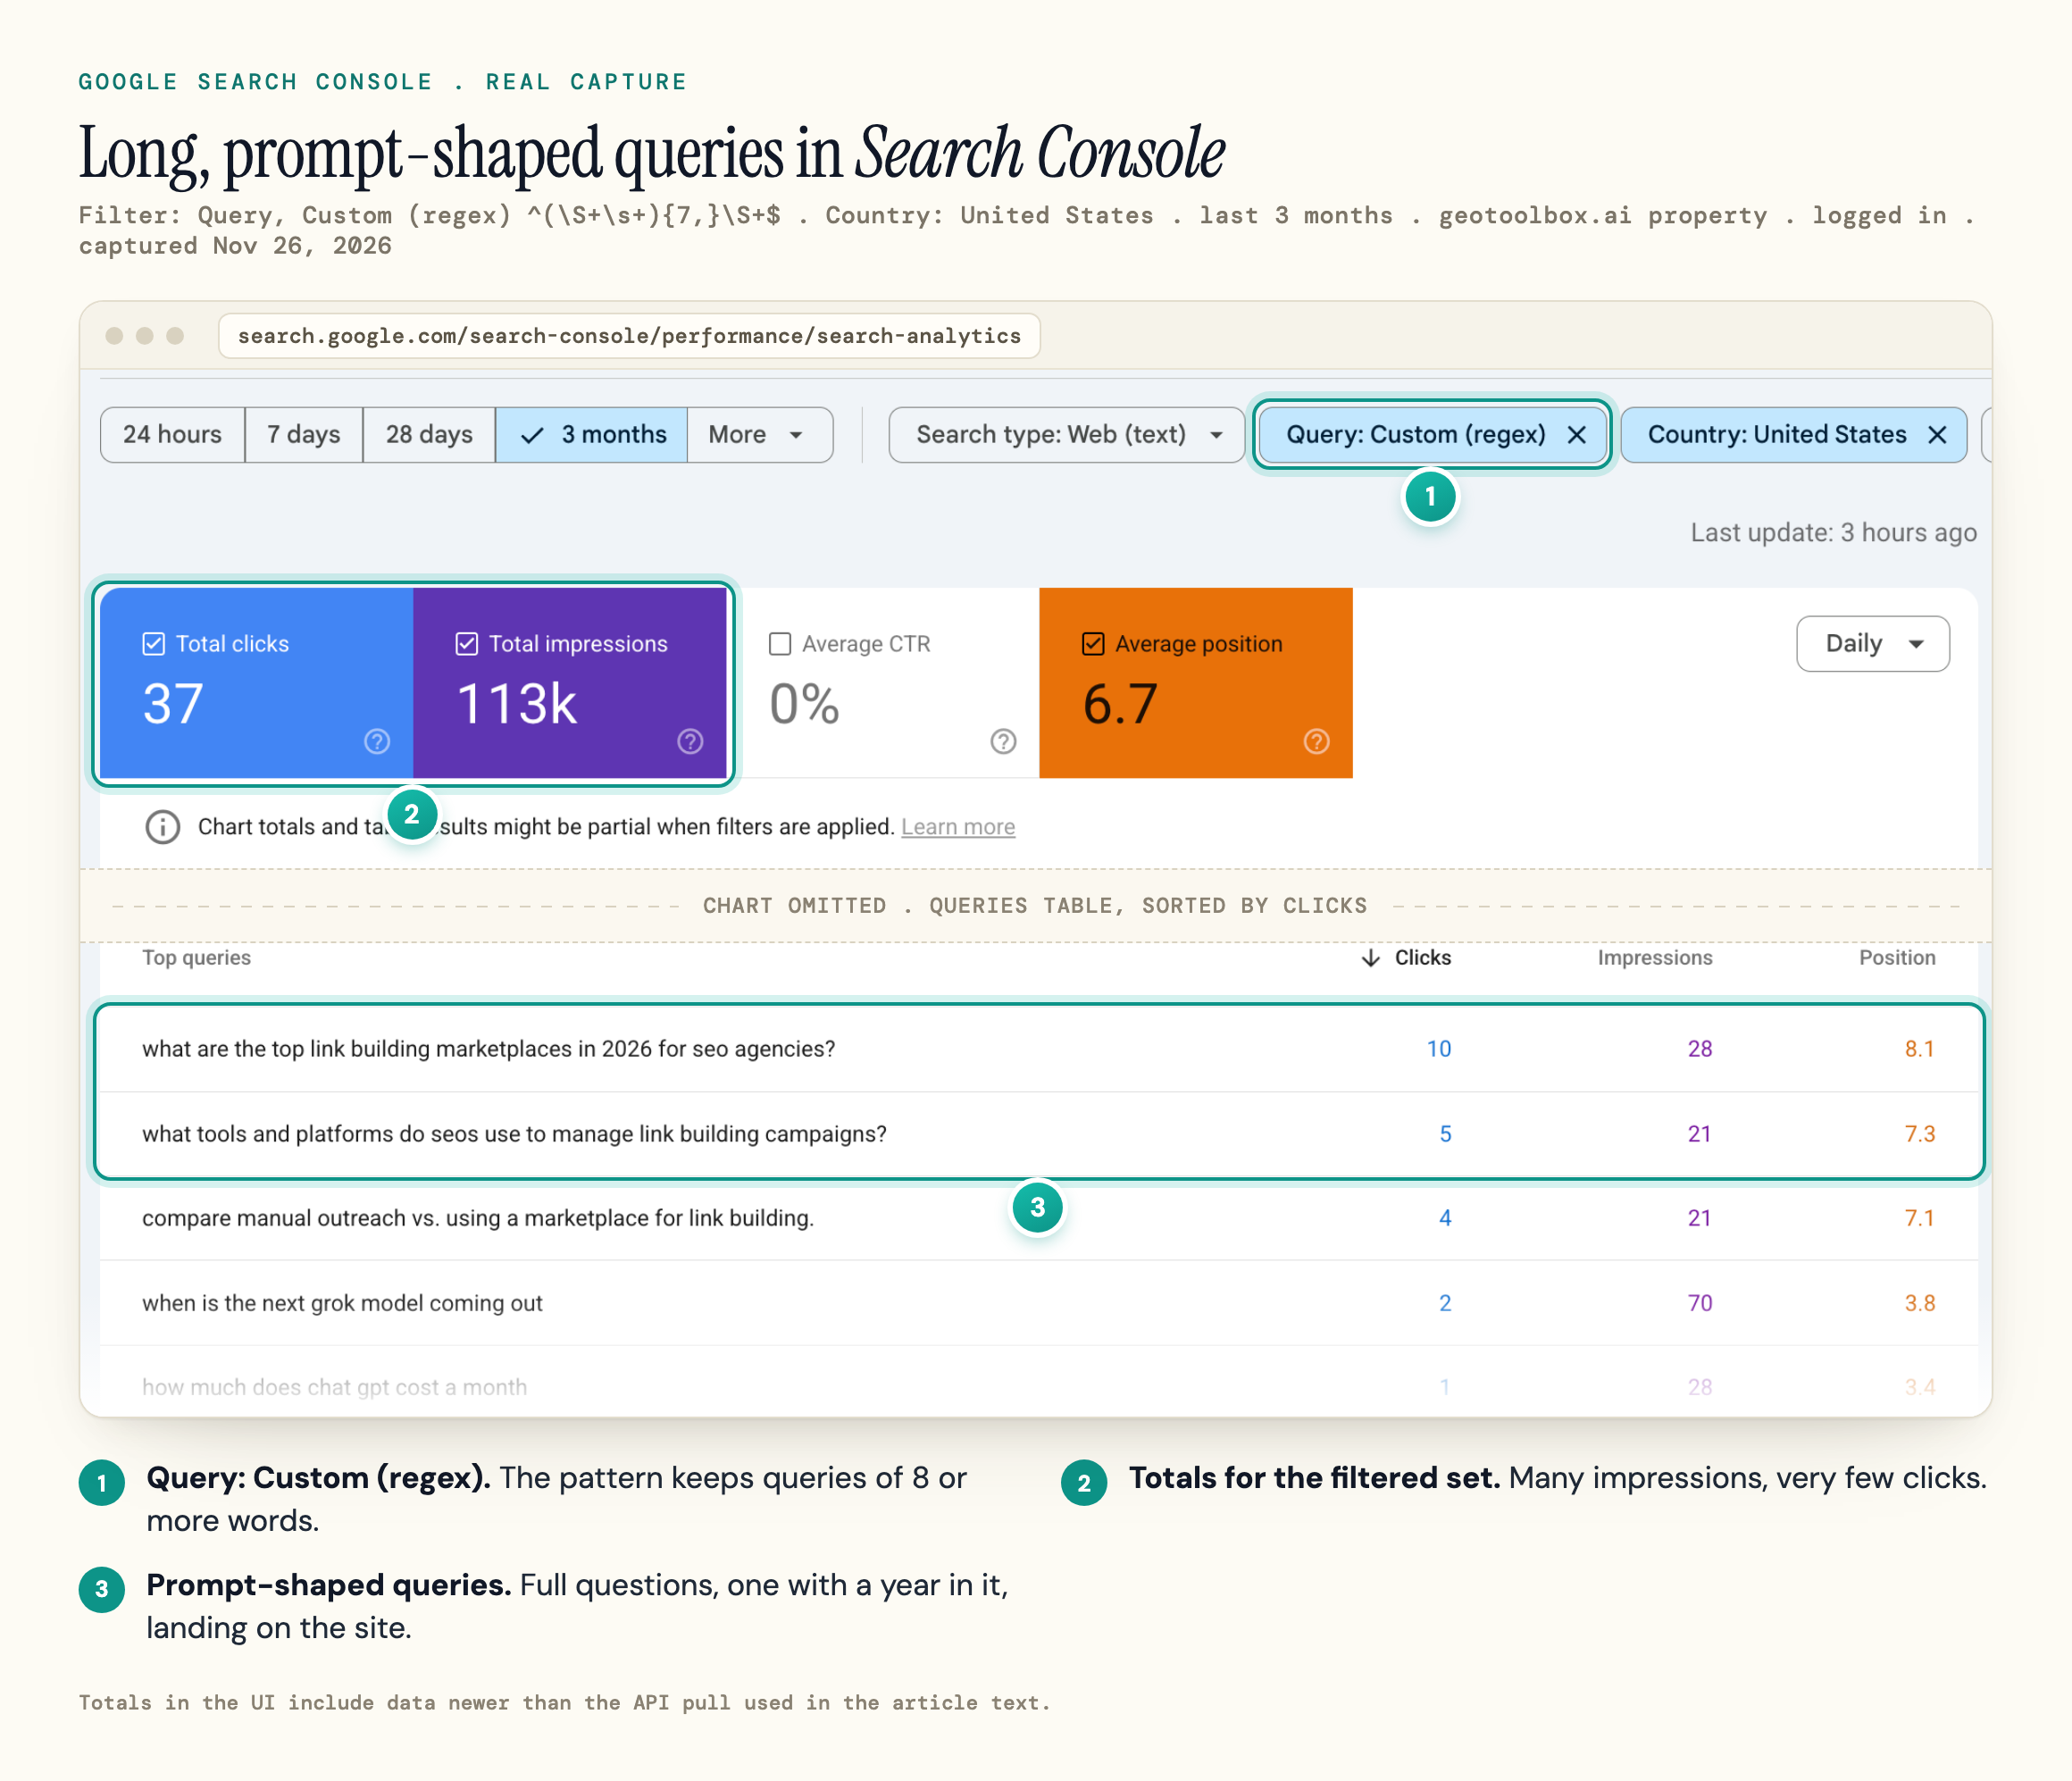 GOOGLE SEARCH CONSOLE . REAL CAPTURE
Long, prompt-shaped queries in Search Console
Filter: Query, Custom (regex) ^(\S+\s+){7,}\S+$ . Country: United States . last 3 months . geotoolbox.ai property . logged in .
captured Nov 26, 2026
search.google.com/search-console/performance/search-analytics
24 hours 7 days 28 days 3 months More Search type: Web (text) Query: Custom (regex) Country: United States
1
Last update: 3 hours ago
Total clicks Total impressions Average CTR Average position Daily
37 113k 0% 6.7
2
Chart totals and ta sults might be partial when filters are applied. Learn more
CHART OMITTED . QUERIES TABLE, SORTED BY CLICKS
Top queries Clicks Impressions Position
what are the top link building marketplaces in 2026 for seo agencies? 10 28 8.1
what tools and platforms do seos use to manage link building campaigns? 5 21 7.3
3
compare manual outreach vs. using a marketplace for link building. 4 21 7.1
when is the next grok model coming out 2 70 3.8
how much does chat gpt cost a month 1 28 3.4
1 Query: Custom (regex). The pattern keeps queries of 8 or
more words.
2 Totals for the filtered set. Many impressions, very few clicks.
3 Prompt-shaped queries. Full questions, one with a year in it,
landing on the site.
Totals in the UI include data newer than the API pull used in the article text.